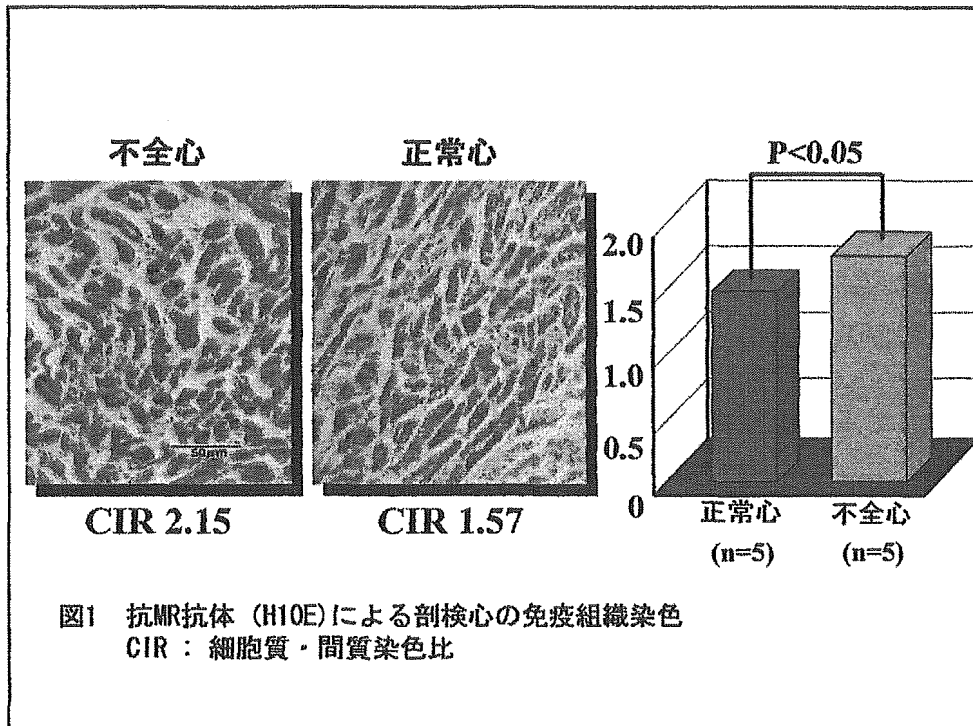 不全心
正常心
P<0.05
2.0
1.5
1.0
0.5
0
50μm
CIR 2.15
CIR 1.57
正常心
不全心
(n=5)
(n=5)
図1 抗MR抗体 (H10E)による剖検心の免疫組織染色
CIR : 細胞質・間質染色比